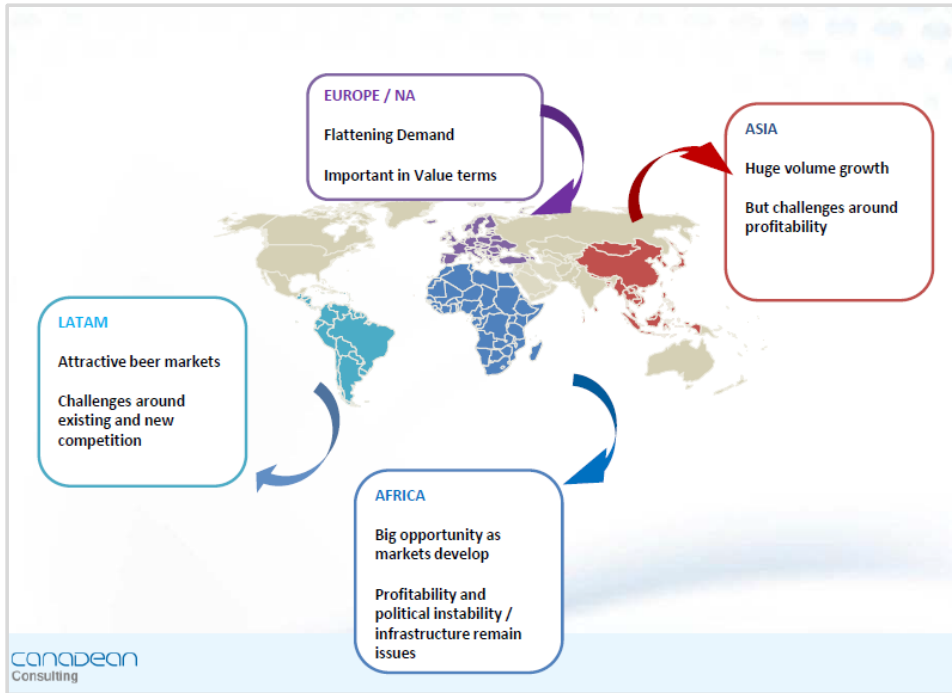 EUROPE / NA
Flattening Demand
Important in Value terms
ASIA
Huge volume growth
But challenges around
profitability
LATAM
Attractive beer markets
Challenges around
existing and new
competition
AFRICA
Big opportunity as
markets develop
Profitability and
political instability /
infrastructure remain
issues
canadean
Consulting